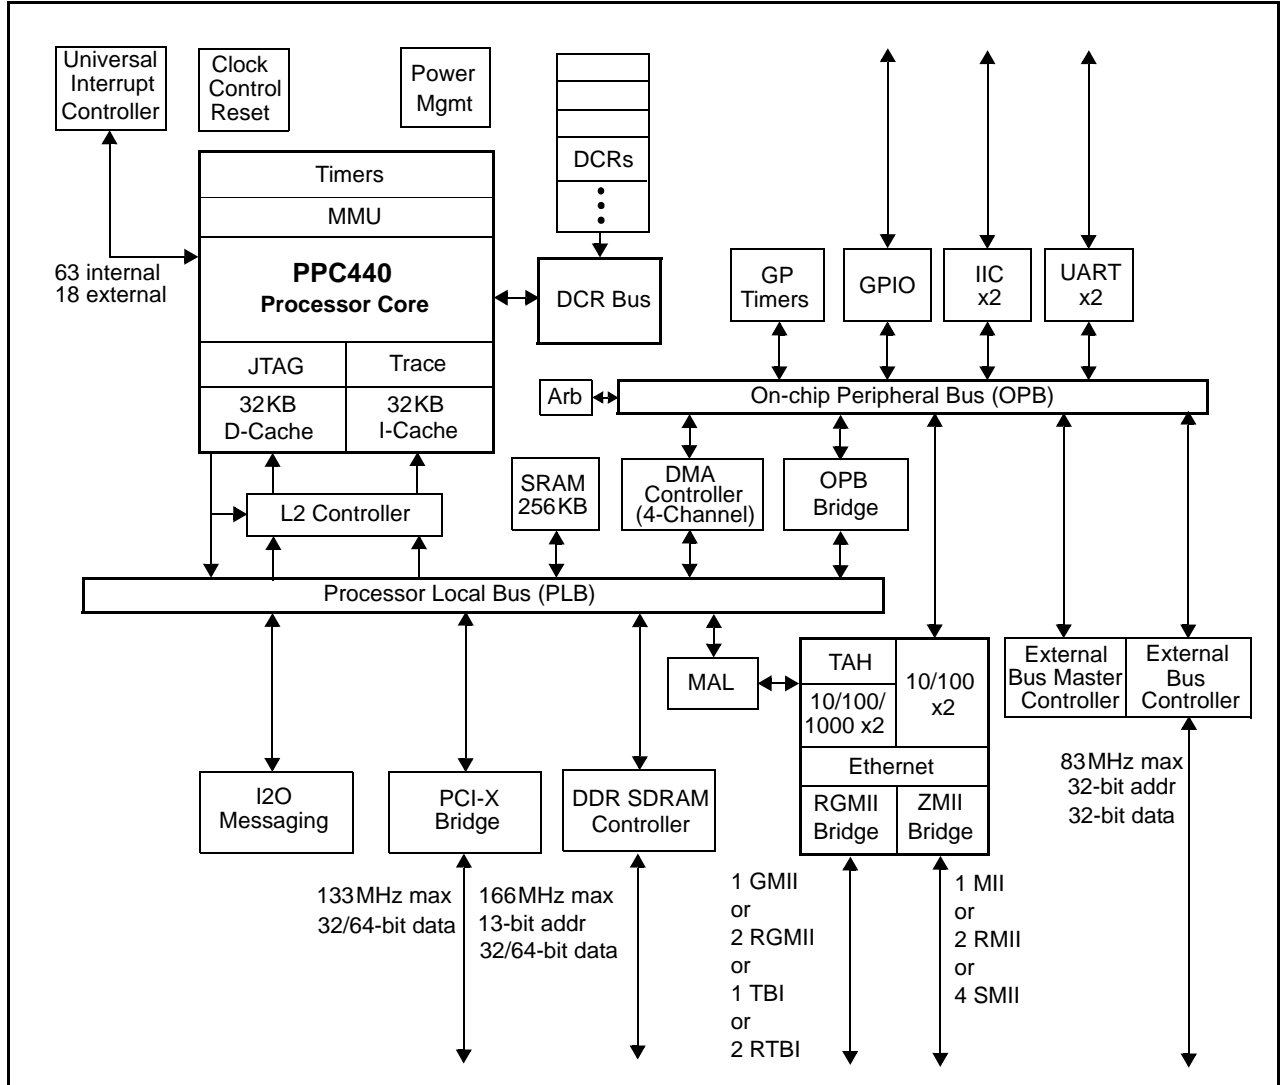 Universal
Interrupt
Controller
Clock
Control
Reset
Power
Mgmt
DCRs
Timers
MMU
PPC440
Processor Core
63 internal
18 external
DCR Bus
GP
Timers
GPIO
IIC
x2
UART
x2
JTAG
Trace
32KB
D-Cache
32KB
I-Cache
Arb
On-chip Peripheral Bus (OPB)
L2 Controller
SRAM
256KB
DMA
Controller
(4-Channel)
OPB
Bridge
Processor Local Bus (PLB)
MAL
TAH
10/100/
1000 x2
10/100
x2
Ethernet
RGMII
Bridge
ZMII
Bridge
External
Bus Master
Controller
External
Bus
Controller
I2O
Messaging
PCI-X
Bridge
DDR SDRAM
Controller
83MHz max
32-bit addr
32-bit data
133MHz max
32/64-bit data
166MHz max
13-bit addr
32/64-bit data
1 GMII
or
2 RGMII
or
1 TBI
or
2 RTBI
1 MII
or
2 RMII
or
4 SMII